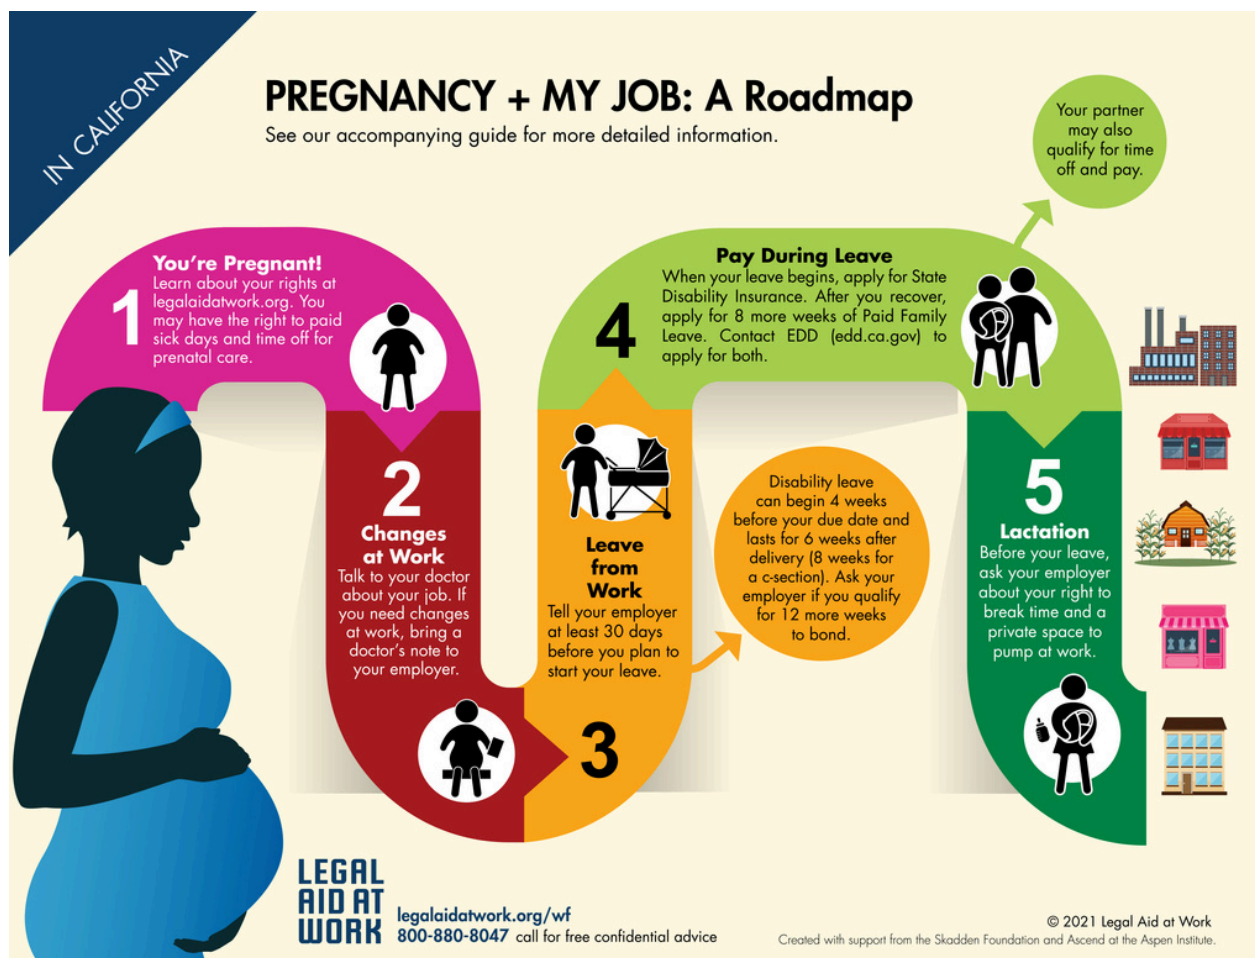 IN CALIFORNIA
PREGNANCY + MY JOB: A Roadmap
See our accompanying guide for more detailed information.
Your partner
may also
qualify for time
off and pay.
1
You're Pregnant!
Learn about your rights at
legalaidatwork.org. You
may have the right to paid
sick days and time off for
prenatal care.
2
Changes
at Work
Talk to your doctor
about your job. If
you need changes
at work, bring a
doctor's note to
your employer.
Leave
from
Work
Tell your employer
at least 30 days
before you plan to
start your leave.
3
Disability leave
can begin 4 weeks
before your due date and
lasts for 6 weeks after
delivery (8 weeks for
a c-section). Ask your
employer if you qualify
for 12 more weeks
to bond.
4
Pay During Leave
When your leave begins, apply for State
Disability Insurance. After you recover,
apply for 8 more weeks of Paid Family
Leave. Contact EDD (edd.ca.gov) to
apply for both.
5
Lactation
Before your leave,
ask your employer
about your right to
break time and a
private space to
pump at work.
LEGAL
AID AT
WORK
legalaidatwork.org/wf
800-880-8047 call for free confidential advice
© 2021 Legal Aid at Work
Created with support from the Skadden Foundation and Ascend at the Aspen Institute.